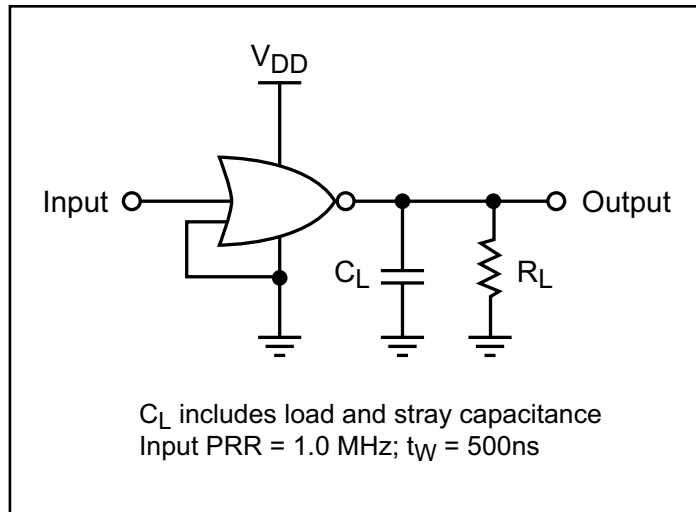 VDD
Input
Output
CL
RL
CL includes load and stray capacitance
Input PRR = 1.0 MHz; tW = 500ns